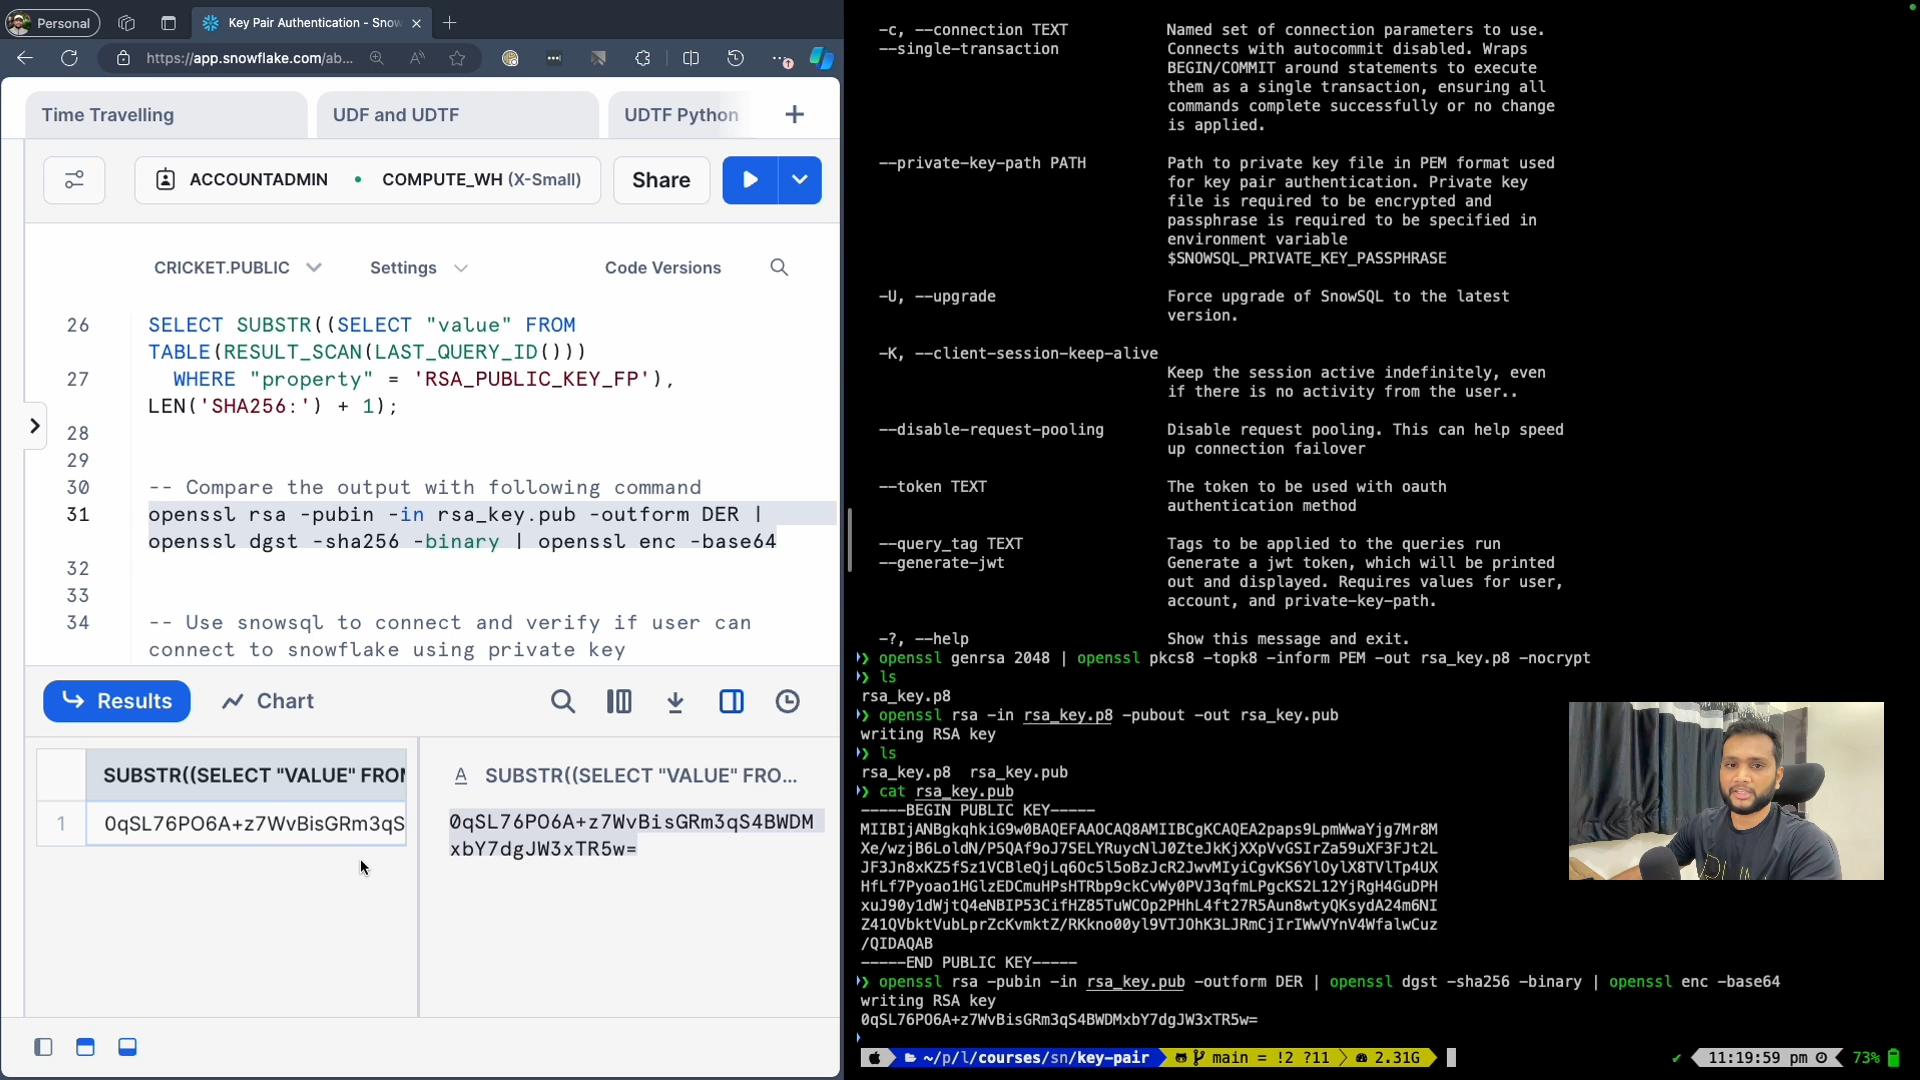 Personal
Key Pair Authentication - Snow
https://app.snowflake.com/ab...
Time Travelling
UDF and UDTF
UDTF Python
ACCOUNTADMIN
COMPUTE_WH (X-Small)
Share
CRICKET.PUBLIC
Settings
Code Versions
26 SELECT SUBSTR((SELECT "value" FROM
TABLE(RESULT_SCAN(LAST_QUERY_ID()))
27 WHERE "property" = 'RSA_PUBLIC_KEY_FP'),
LEN('SHA256:') + 1);
28
29
30 -- Compare the output with following command
31 openssl rsa -pubin -in rsa_key.pub -outform DER |
openssl dgst -sha256 -binary | openssl enc -base64
32
33
34 -- Use snowsql to connect and verify if user can
connect to snowflake using private key
Results
Chart
SUBSTR((SELECT "VALUE" FROM
1 0qSL76PO6A+z7WvBisGRm3qS
A SUBSTR((SELECT "VALUE" FRO...
0qSL76PO6A+z7WvBisGRm3qS4BWDM
xbY7dgJW3xTR5w=
-c, --connection TEXT Named set of connection parameters to use.
--single-transaction Connects with autocommit disabled. Wraps
BEGIN/COMMIT around statements to execute
them as a single transaction, ensuring all
commands complete successfully or no change
is applied.
--private-key-path PATH Path to private key file in PEM format used
for key pair authentication. Private key
file is required to be encrypted and
passphrase is required to be specified in
environment variable
$SNOWSQL_PRIVATE_KEY_PASSPHRASE
-U, --upgrade Force upgrade of SnowSQL to the latest
version.
-K, --client-session-keep-alive
Keep the session active indefinitely, even
if there is no activity from the user..
--disable-request-pooling Disable request pooling. This can help speed
up connection failover
--token TEXT The token to be used with oauth
authentication method
--query_tag TEXT Tags to be applied to the queries run
--generate-jwt Generate a jwt token, which will be printed
out and displayed. Requires values for user,
account, and private-key-path.
-?, --help Show this message and exit.
❯ openssl genrsa 2048 | openssl pkcs8 -topk8 -inform PEM -out rsa_key.p8 -nocrypt
❯ ls
rsa_key.p8
❯ openssl rsa -in rsa_key.p8 -pubout -out rsa_key.pub
writing RSA key
❯ ls
rsa_key.p8 rsa_key.pub
❯ cat rsa_key.pub
-----BEGIN PUBLIC KEY-----
MIIBIjANBgkqhkiG9w0BAQEFAAOCAQ8AMIIBCgKCAQEA2paps9LpmWwaYjg7Mr8M
Xe/wzjB6LoldN/P5QAf9oJ7SELYRuycNlJ0ZteJkKjXXpVvGSIrZa59uXF3FJt2L
JF3Jn8xKZ5fSz1VCBleQjLq6Oc5l5oBzJcR2JwvMIyiCgvKS6YlOylX8TVlTp4UX
HfLf7Pyoao1HGlzEDCmuHPsHTRbp9ckCvWy0PVJ3qfmLPgcKS2L12YjRgH4GuDPH
xuJ90y1dWjtQ4eNBIP53CifHZ85TuWCOp2PHhL4ft27R5Aun8wtyQKsydA24m6NI
Z41QVbktVubLprZcKvmktZ/RKkno00yl9VTJOhK3LJRmCjIrIWwVYnV4WfalwCuz
/QIDAQAB
-----END PUBLIC KEY-----
❯ openssl rsa -pubin -in rsa_key.pub -outform DER | openssl dgst -sha256 -binary | openssl enc -base64
writing RSA key
0qSL76PO6A+z7WvBisGRm3qS4BWDMxbY7dgJW3xTR5w=
~/p/l/courses/sn/key-pair main = !2 ?11 2.31G
✔ 11:19:59 pm 73%